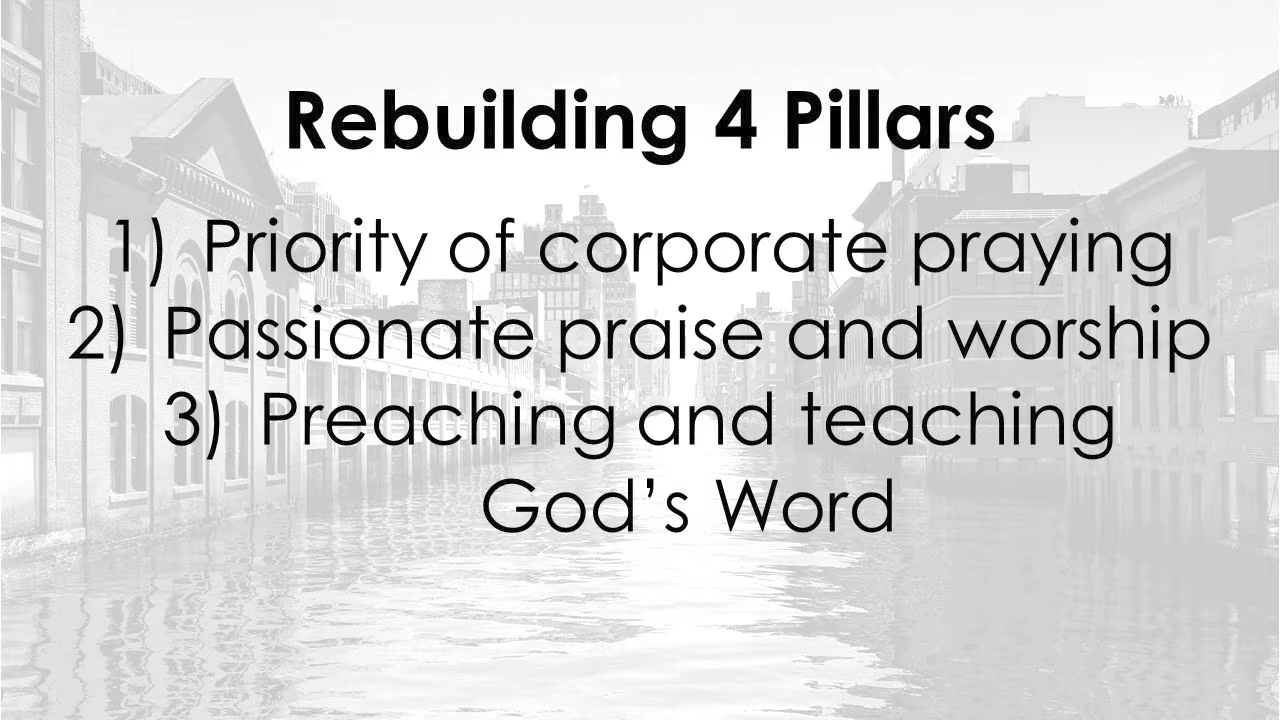 Rebuilding 4 Pillars
1) Priority of corporate praying
2) Passionate praise and worship
3) Preaching and teaching
God’s Word